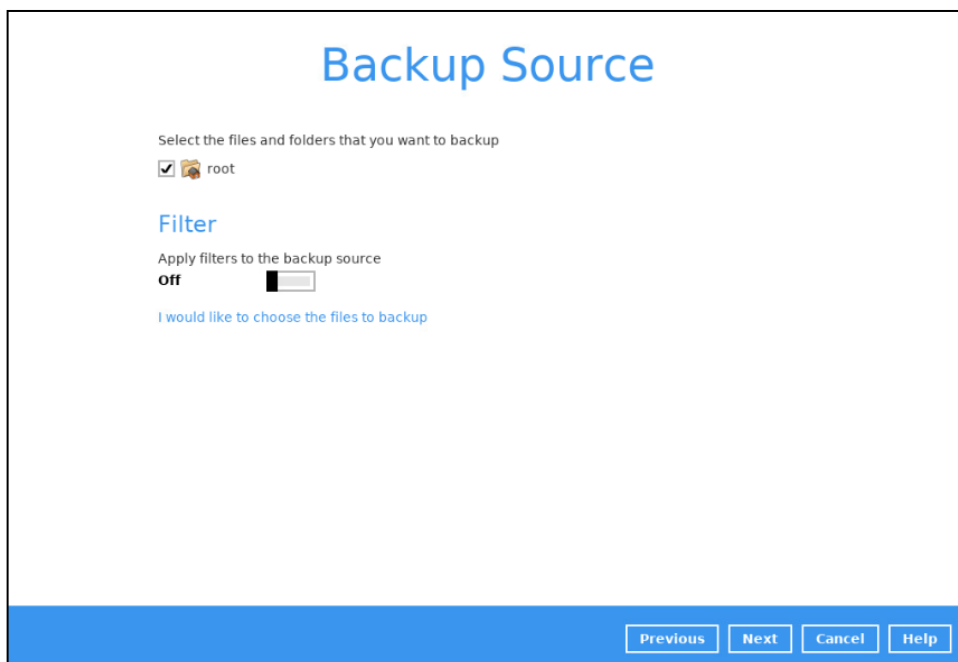 Backup Source
Select the files and folders that you want to backup
root
Filter
Apply filters to the backup source
Off
I would like to choose the files to backup
Previous Next Cancel Help